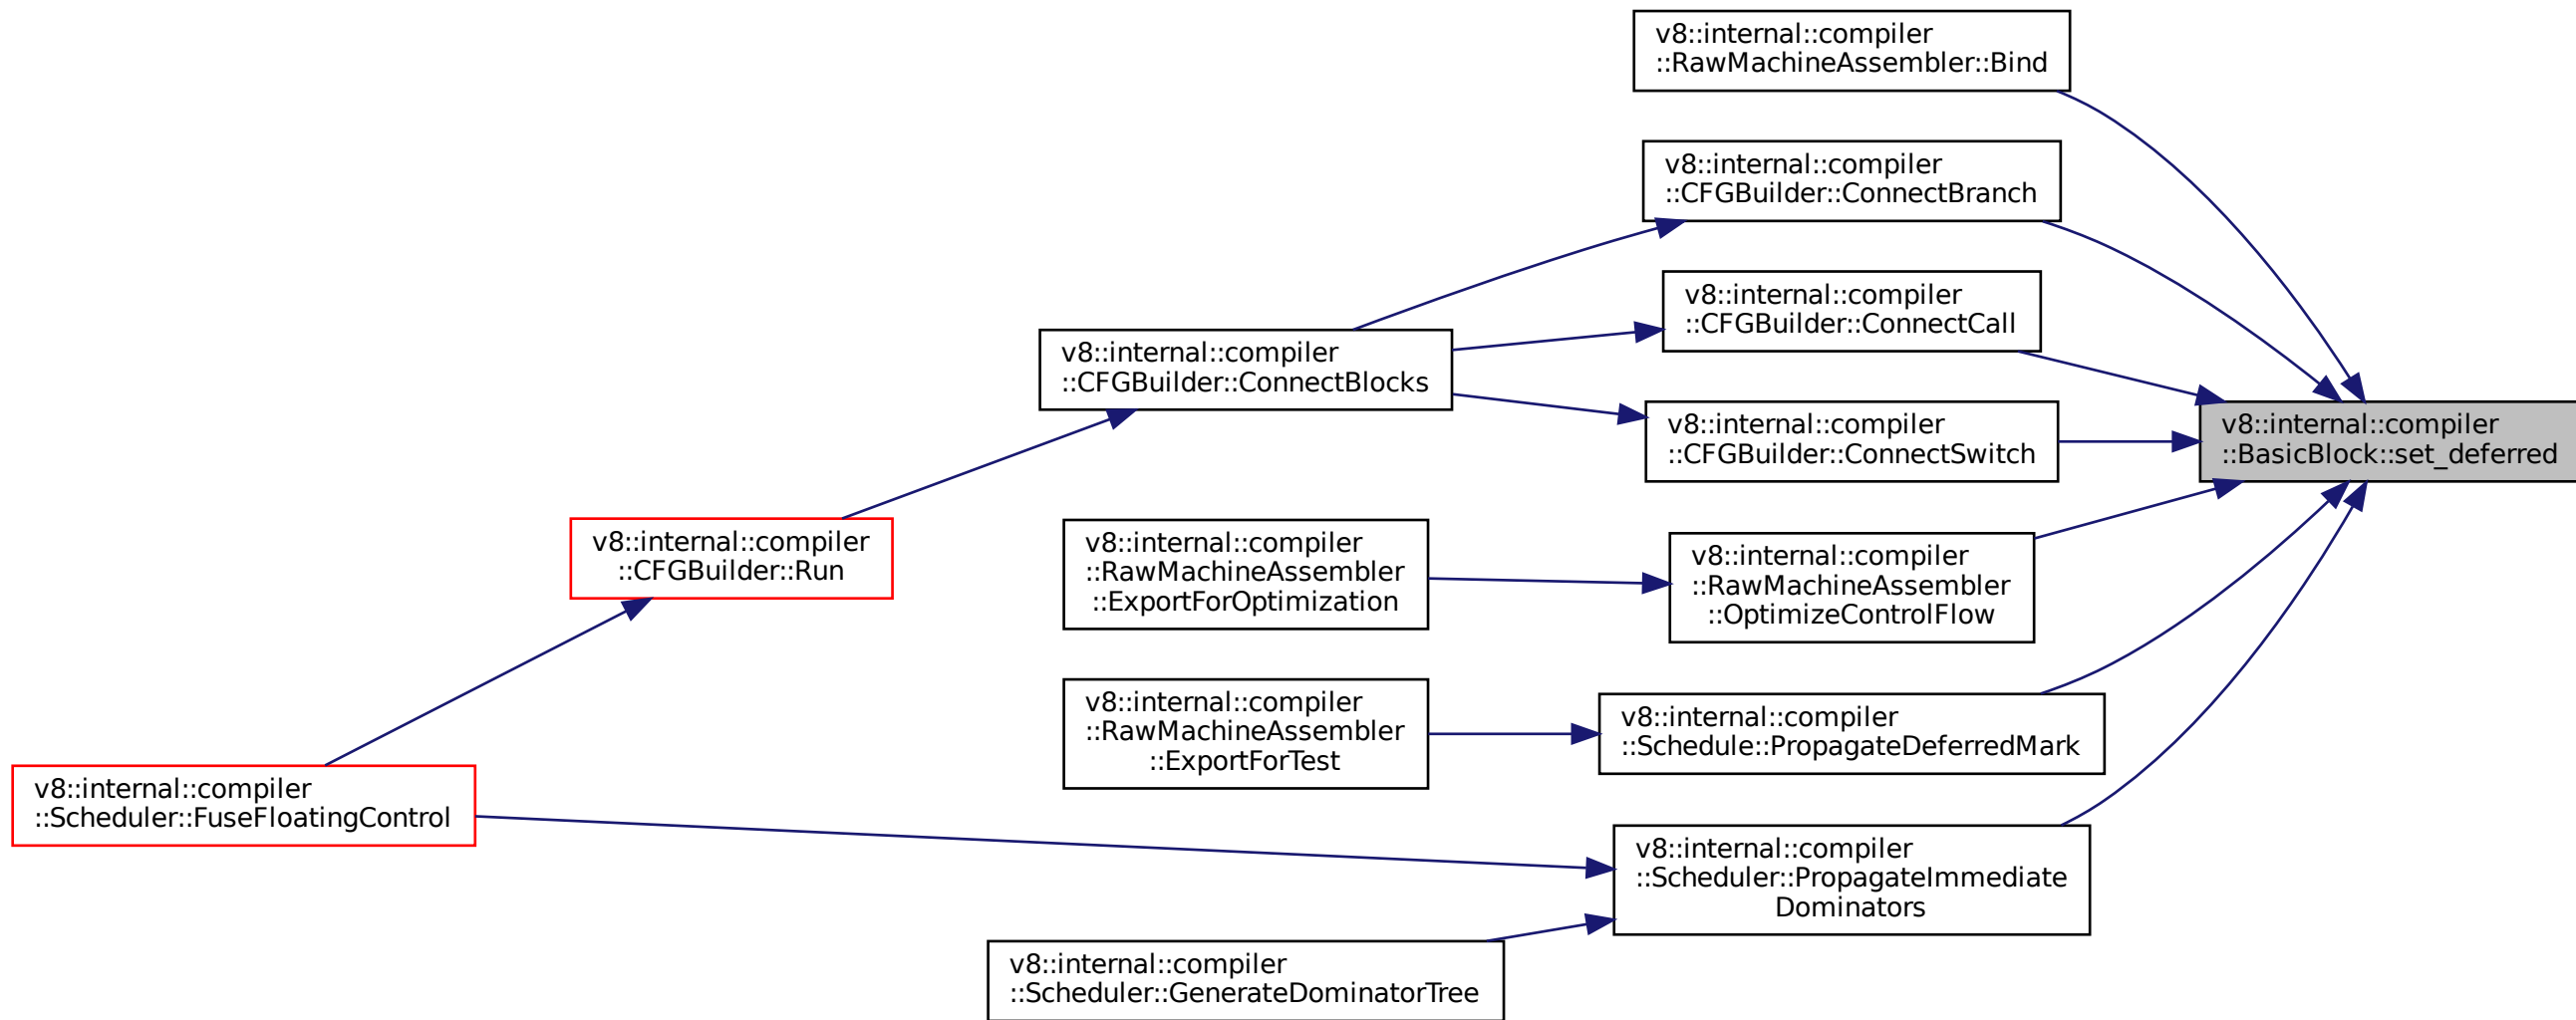 v8::internal::compiler
::RawMachineAssembler::Bind
v8::internal::compiler
::CFGBuilder::ConnectBranch
v8::internal::compiler
::CFGBuilder::ConnectCall
v8::internal::compiler
::CFGBuilder::ConnectBlocks
v8::internal::compiler
::CFGBuilder::ConnectSwitch
v8::internal::compiler
::BasicBlock::set_deferred
v8::internal::compiler
::CFGBuilder::Run
v8::internal::compiler
::RawMachineAssembler
::ExportForOptimization
v8::internal::compiler
::RawMachineAssembler
::OptimizeControlFlow
v8::internal::compiler
::RawMachineAssembler
::ExportForTest
v8::internal::compiler
::Schedule::PropagateDeferredMark
v8::internal::compiler
::Scheduler::FuseFloatingControl
v8::internal::compiler
::Scheduler::PropagateImmediate
Dominators
v8::internal::compiler
::Scheduler::GenerateDominatorTree